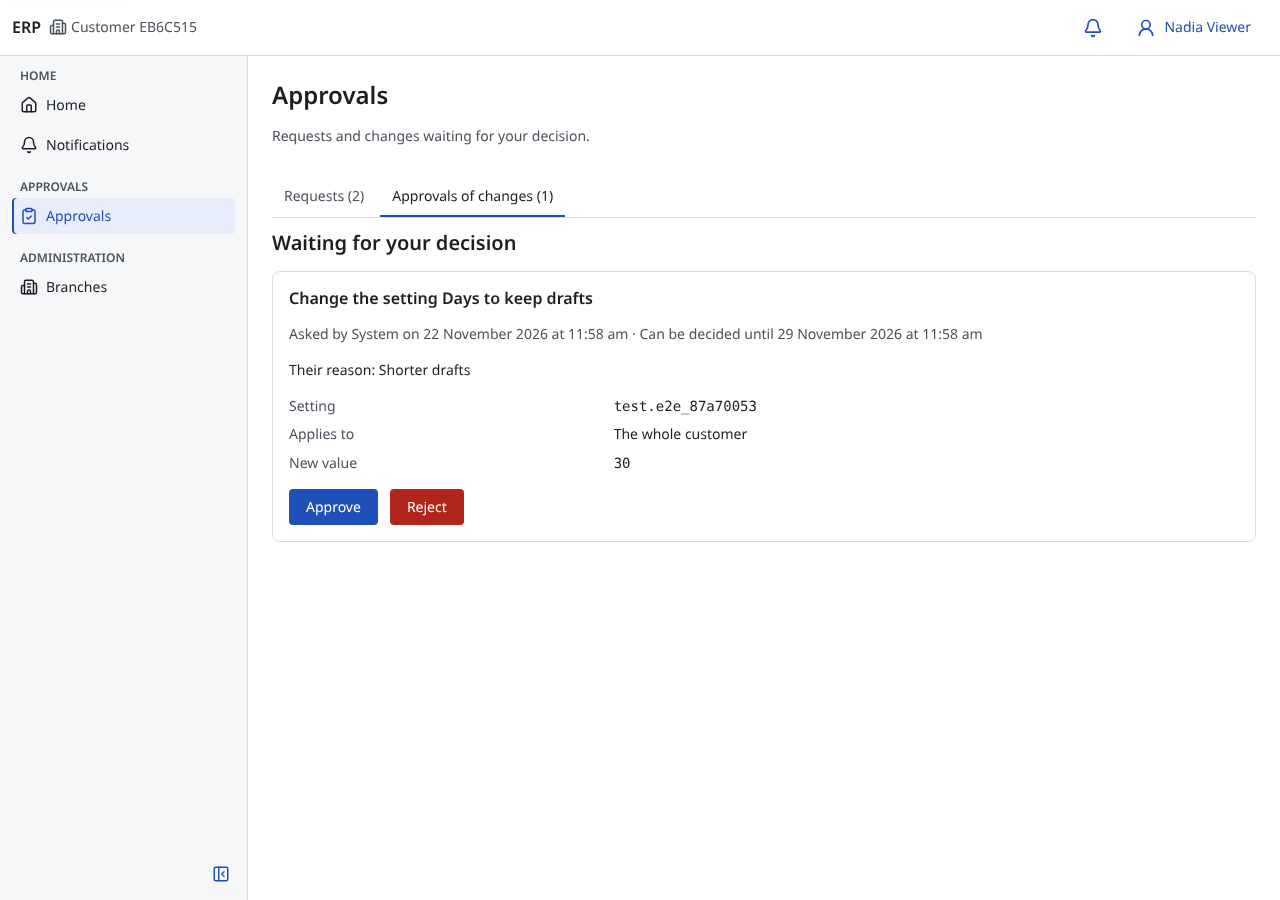 ERP Customer EB6C515
Nadia Viewer
HOME
Home
Notifications
APPROVALS
Approvals
ADMINISTRATION
Branches
Approvals
Requests and changes waiting for your decision.
Requests (2) Approvals of changes (1)
Waiting for your decision
Change the setting Days to keep drafts
Asked by System on 22 November 2026 at 11:58 am · Can be decided until 29 November 2026 at 11:58 am
Their reason: Shorter drafts
Setting test.e2e_87a70053
Applies to The whole customer
New value 30
Approve Reject